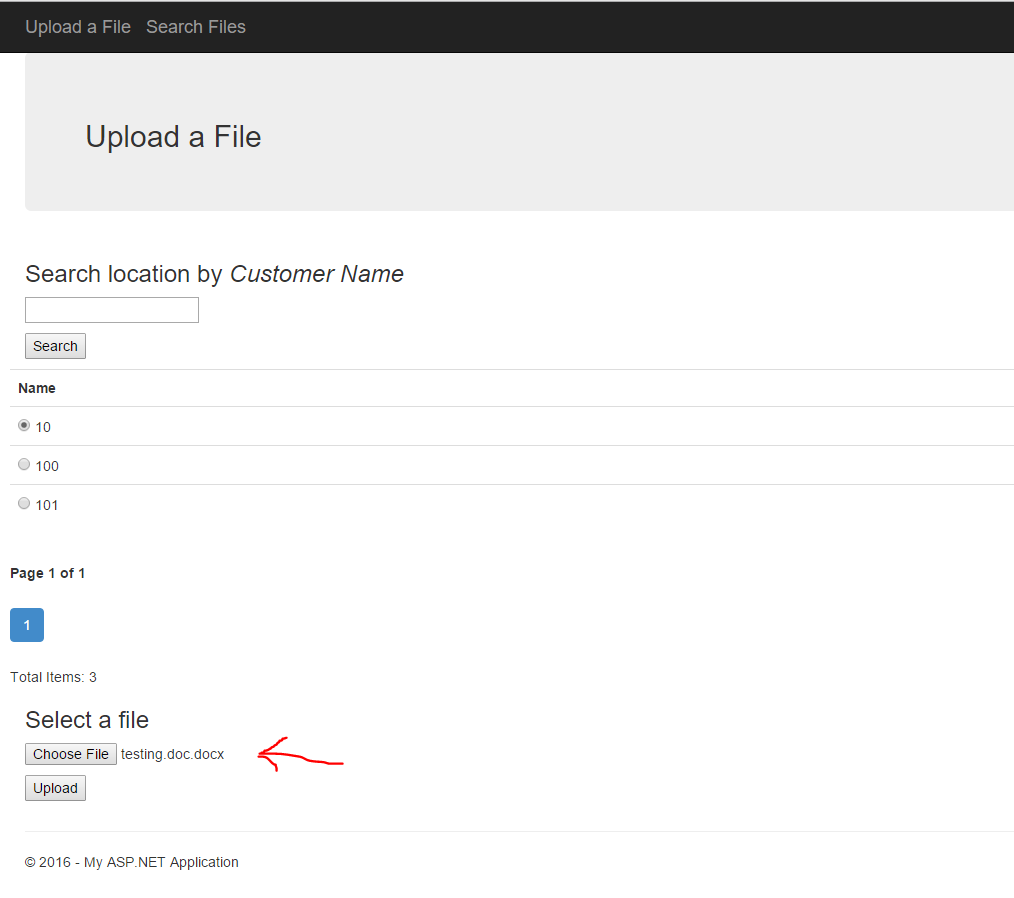 Upload a File Search Files
Upload a File
Search location by Customer Name
Search
Name
10
100
101
Page 1 of 1
1
Total Items: 3
Select a file
Choose File testing.doc.docx
Upload
© 2016 - My ASP.NET Application